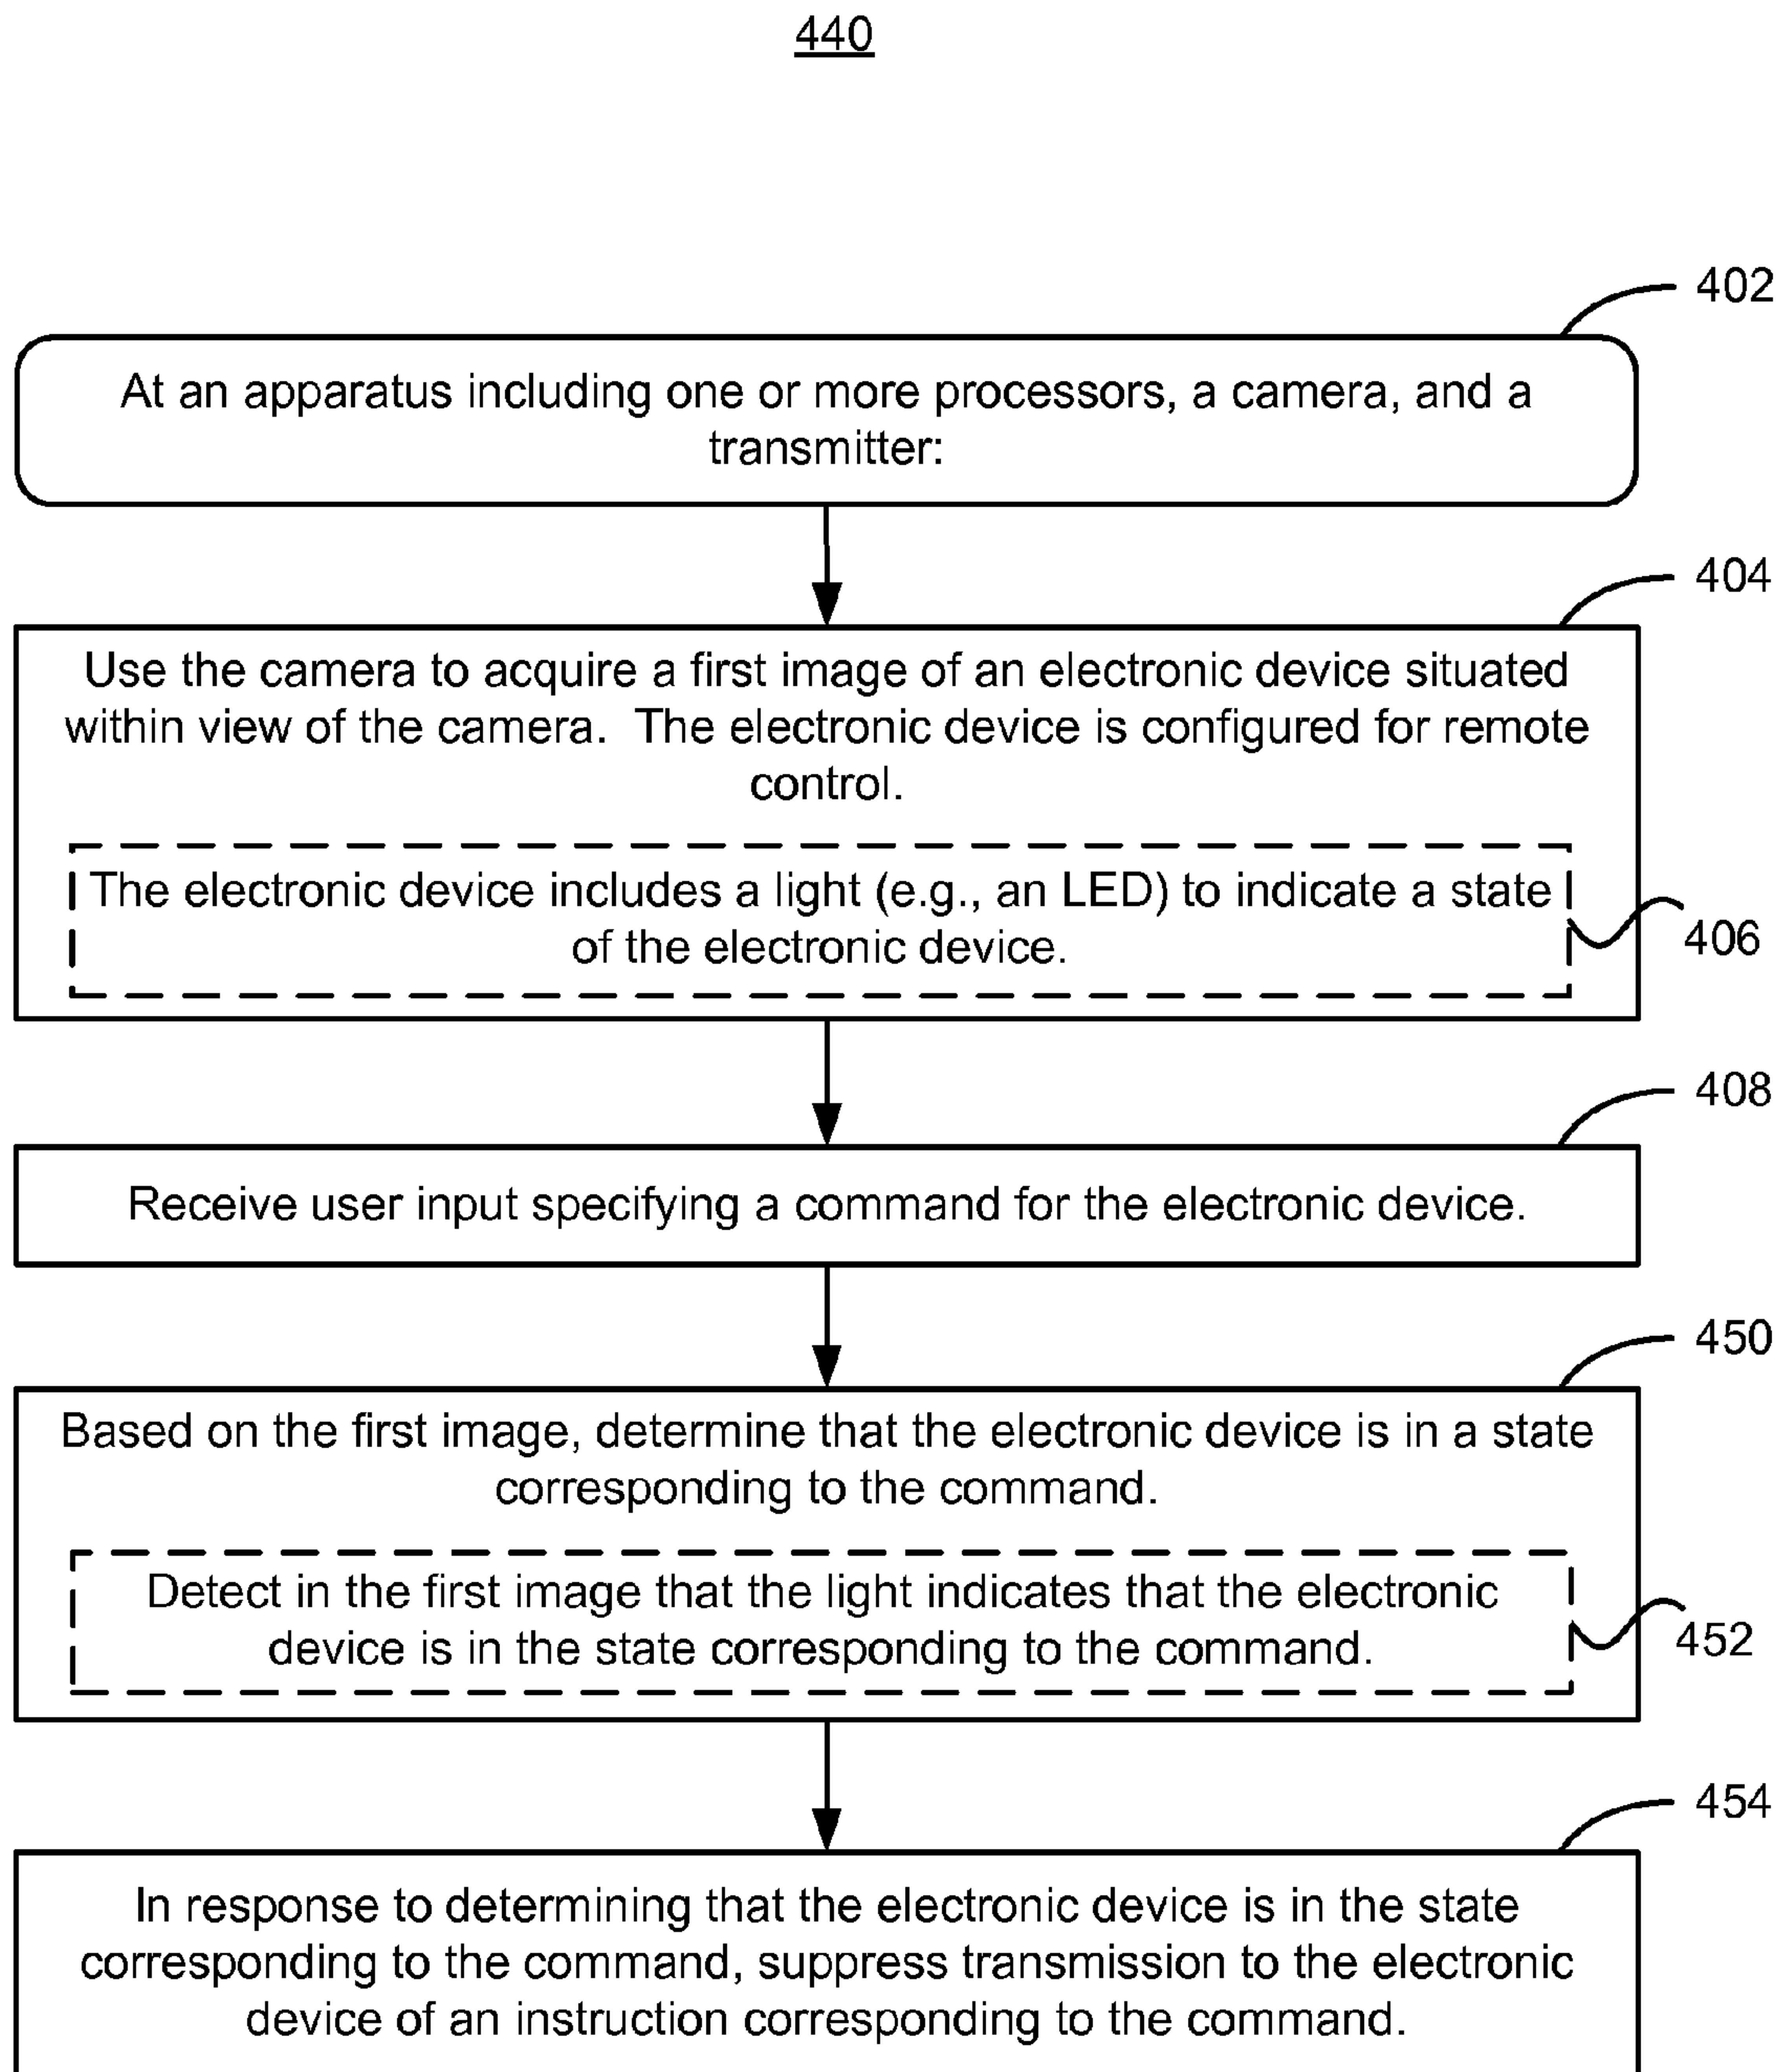 440
402
At an apparatus including one or more processors, a camera, and a
transmitter:
404
Use the camera to acquire a first image of an electronic device situated
within view of the camera.  The electronic device is configured for remote
control.
The electronic device includes a light (e.g., an LED) to indicate a state
of the electronic device.
406
408
Receive user input specifying a command for the electronic device.
450
Based on the first image, determine that the electronic device is in a state
corresponding to the command.
Detect in the first image that the light indicates that the electronic
device is in the state corresponding to the command.
452
454
In response to determining that the electronic device is in the state
corresponding to the command, suppress transmission to the electronic
device of an instruction corresponding to the command.